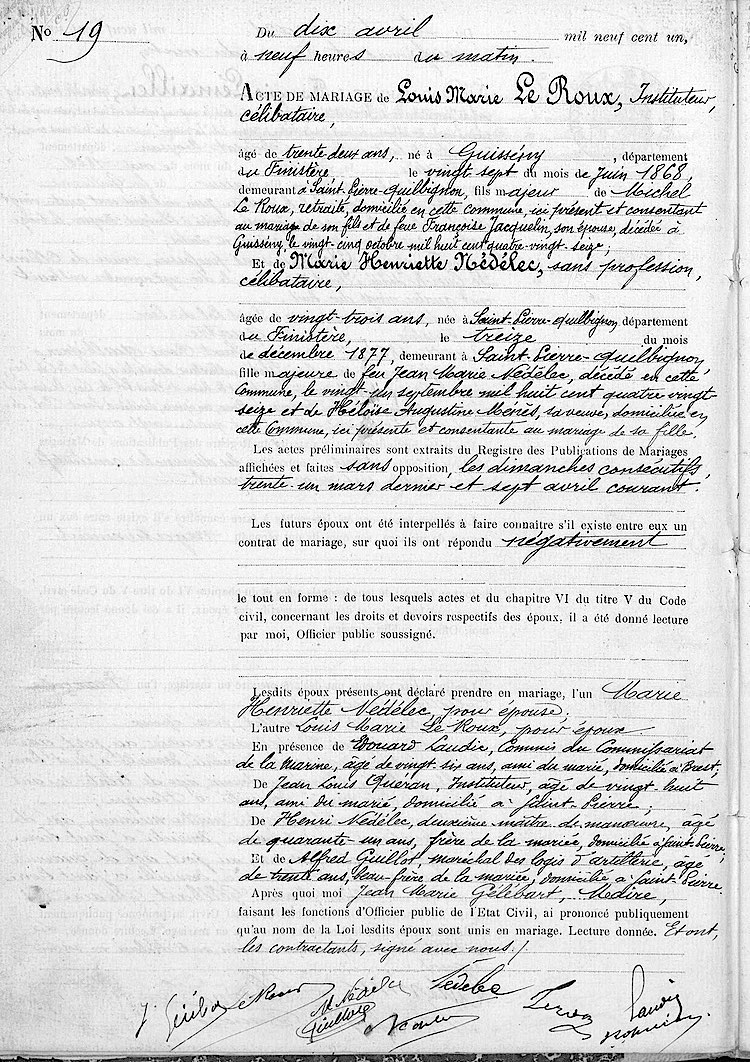 No 19
Du dix avril mil neuf cent un,
à neuf heures du matin.
ACTE DE MARIAGE de Louis Marie Le Roux, Instituteur,
célibataire,
âgé de trente deux ans, né à Guissény, département
du Finistère le vingt sept du mois de Juin 1868,
demeurant à Saint-Pierre-Quilbignon, fils majeur de Michel
Le Roux, retraité, domicilié en cette commune, ici présent et consentant
au mariage de son fils et de feue Françoise Jacquelin, son épouse, décédée à
Guissény, le vingt cinq octobre mil huit cent quatre-vingt seize;
Et de Marie Henriette Nédélec, sans profession,
célibataire,
âgée de vingt-trois ans, née à Saint-Pierre-Quilbignon, département
du Finistère, le treize du mois
de décembre 1877, demeurant à Saint-Pierre-Quilbignon,
fille majeure de feu Jean Marie Nédélec, décédé en cette
Commune, le vingt-un septembre mil huit cent quatre-vingt-
seize et de Héloïse Augustine Menès, sa veuve, domiciliée en
cette Commune, ici présente et consentante au mariage de sa fille.
Les actes préliminaires sont extraits du Registre des Publications de Mariages
affichées et faites sans opposition, les dimanches consécutifs
trente-un mars dernier et sept avril courant.
Les futurs époux ont été interpellés à faire connaître s'il existe entre eux un
contrat de mariage, sur quoi ils ont répondu négativement
le tout en forme : de tous lesquels actes et du chapitre VI du titre V du Code
civil, concernant les droits et devoirs respectifs des époux, il a été donné lecture
par moi, Officier public soussigné.
Lesdits époux présents ont déclaré prendre en mariage, l'un Marie
Henriette Nédélec, pour épouse;
L'autre Louis Marie Le Roux, pour époux
En présence de Edouard Laudic, Commis du Commissariat
de la Marine, âgé de vingt six ans, ami du marié, domicilié à Brest;
De Jean Louis Queran, Instituteur, âgé de vingt huit
ans, ami du marié, domicilié à Saint Pierre;
De Henri Nédélec, deuxième maître de manœuvre, âgé
de quarante-un ans, frère de la mariée, domicilié à Saint-Pierre;
Et de Alfred Guillot, maréchal des logis d'artillerie, âgé
de trente ans, beau-frère de la mariée, domicilié à Saint-Pierre.
Après quoi moi Jean Marie Gélibart, Maire,
faisant les fonctions d'Officier public de l'Etat Civil, ai prononcé publiquement
qu'au nom de la Loi lesdits époux sont unis en mariage. Lecture donnée. Et ont,
les contractants, signé avec nous./.
Le Roux M Nédélec Nédélec
Guillot